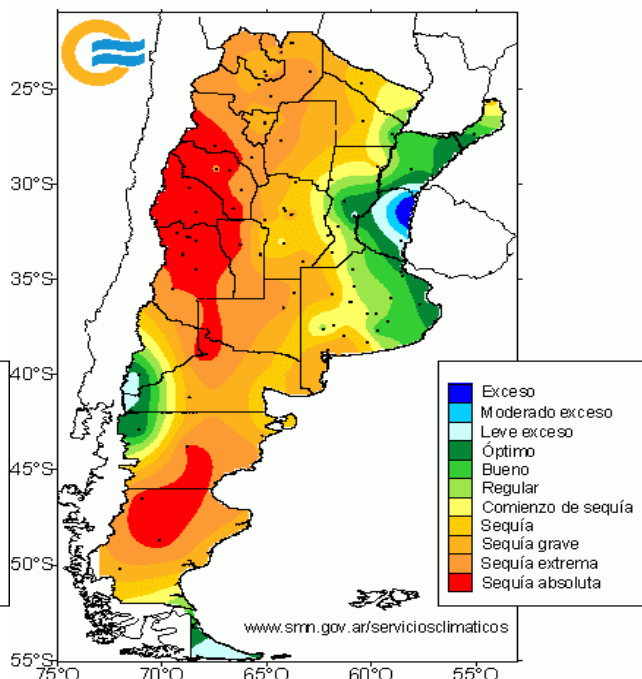 25°S
30°S
35°S
40°S
45°S
50°S
55°S
75°O
70°O
65°O
60°O
55°O
Exceso
Moderado exceso
Leve exceso
Óptimo
Bueno
Regular
Comienzo de sequía
Sequía
Sequía grave
Sequía extrema
Sequía absoluta
www.smn.gov.ar/serviciosclimaticos